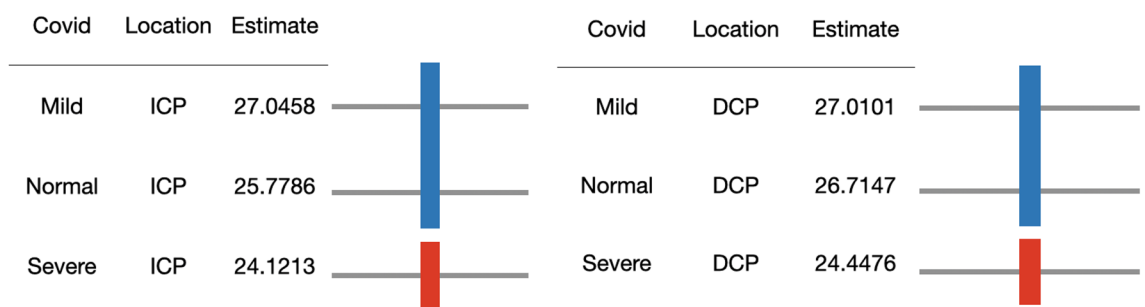 Covid Location Estimate
Mild ICP 27.0458
Normal ICP 25.7786
Severe ICP 24.1213
Covid Location Estimate
Mild DCP 27.0101
Normal DCP 26.7147
Severe DCP 24.4476